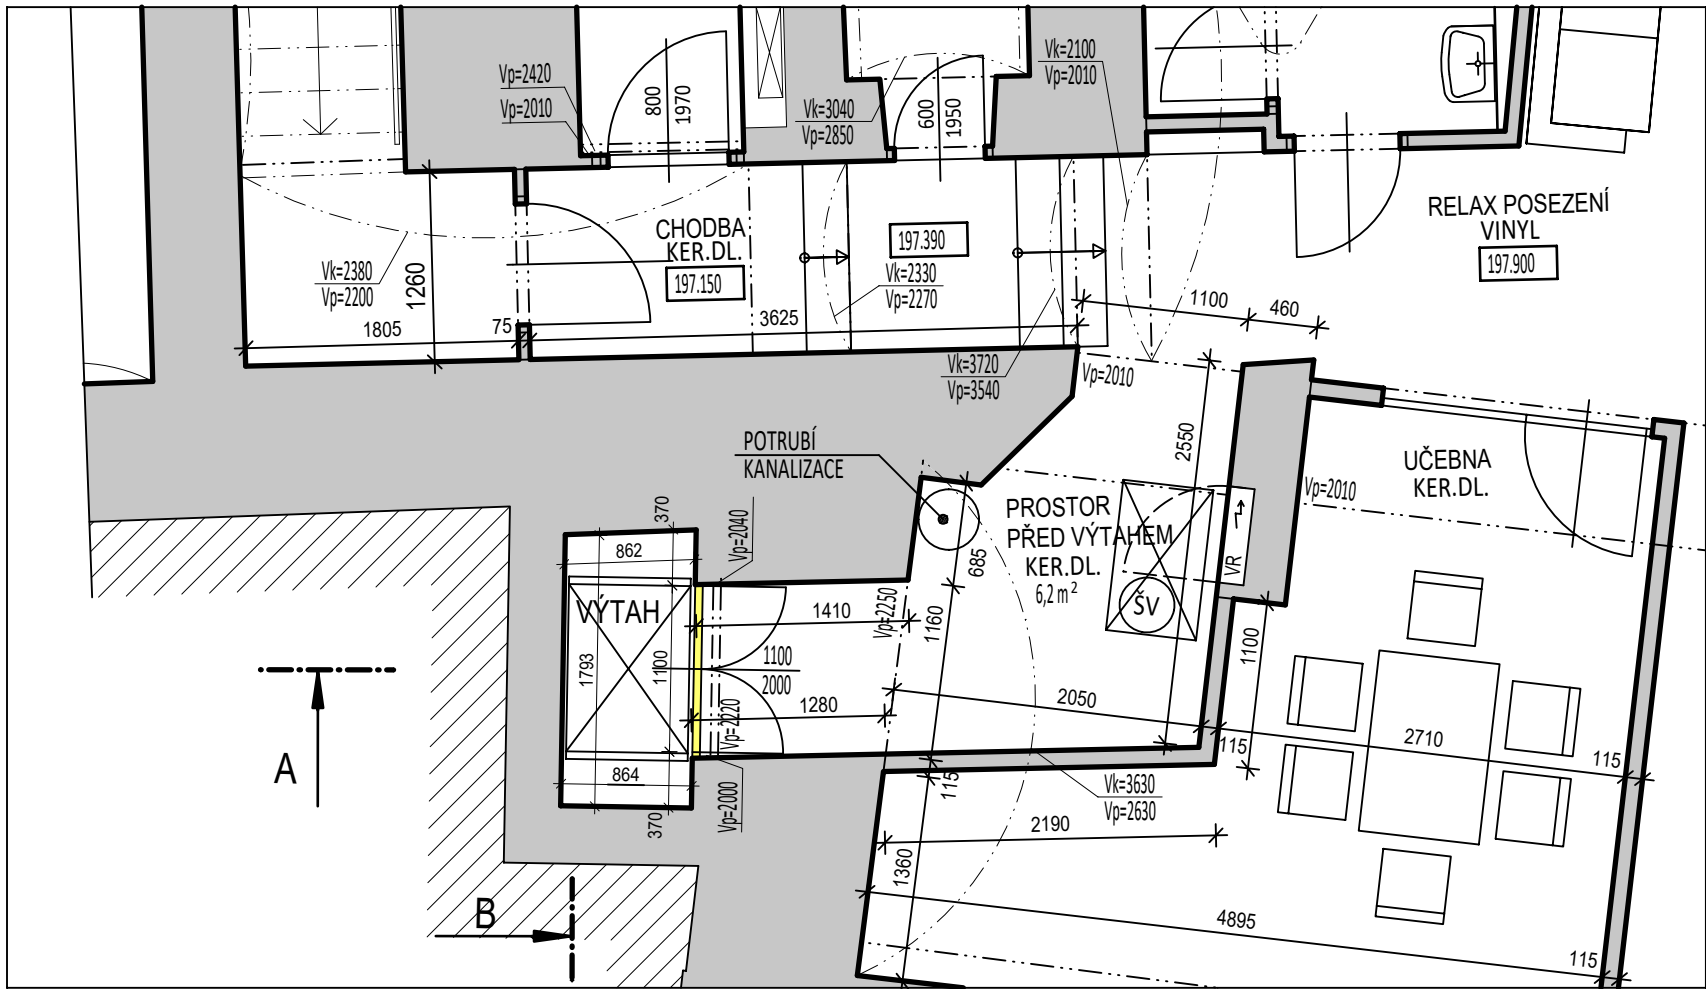 Vp=2420
Vp=2010
800
1970
Vk=3040
Vp=2850
600
1950
Vk=2100
Vp=2010
RELAX POSEZENÍ
VINYL
197.900
CHODBA
KER.DL.
197.150
197.390
Vk=2380
Vp=2200
1260
Vk=2330
Vp=2270
1805
75
3625
1100
460
Vk=3720
Vp=3540
Vp=2010
2550
POTRUBÍ
KANALIZACE
UČEBNA
KER.DL.
Vp=2010
PROSTOR
PŘED VÝTAHEM
KER.DL.
6,2 m²
VR
ŠV
685
370
862
Vp=2040
VÝTAH
1410
Vp=2250
1160
1793
1100
1100
2000
1280
Vp=2220
2050
1100
115
2710
115
A
864
370
Vp=2000
115
Vk=3630
Vp=2630
2190
1360
4895
115
B